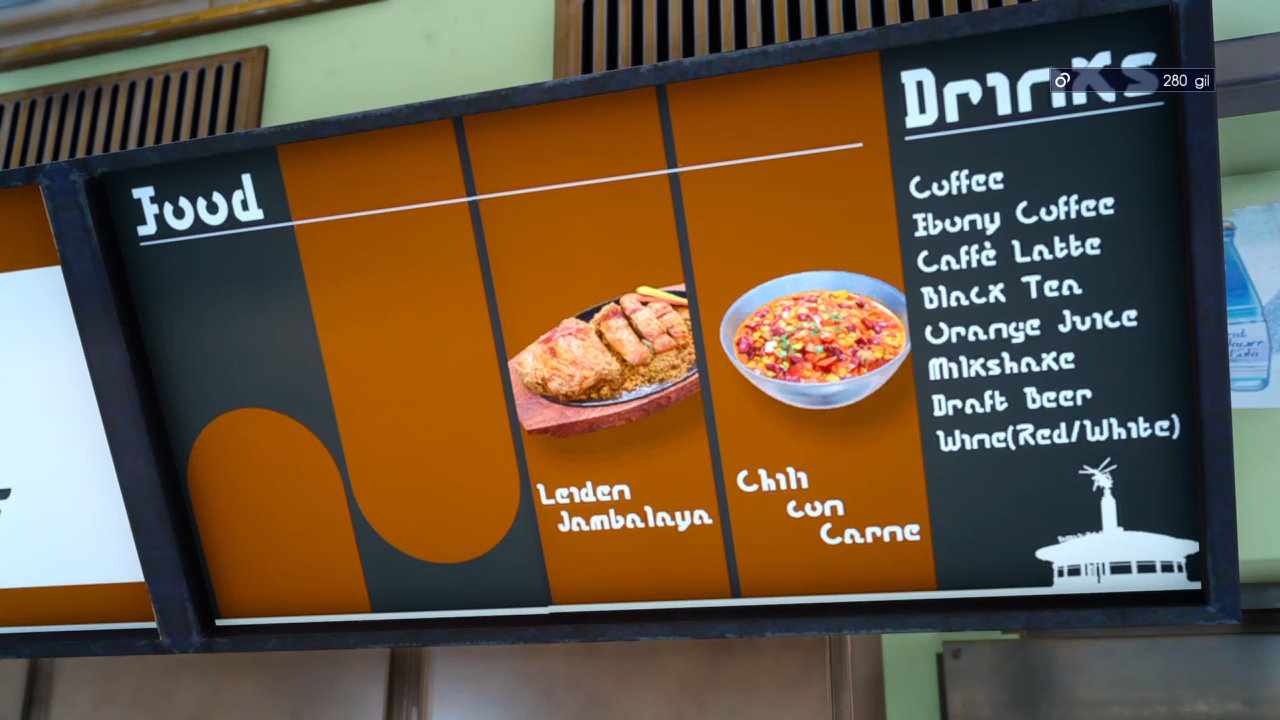 Food
Leiden
Jambalaya
Chili
con
Carne
Drinks
280 gil
Coffee
Ebony Coffee
Caffè Latte
Black Tea
Orange Juice
Milkshake
Draft Beer
Wine(Red/White)